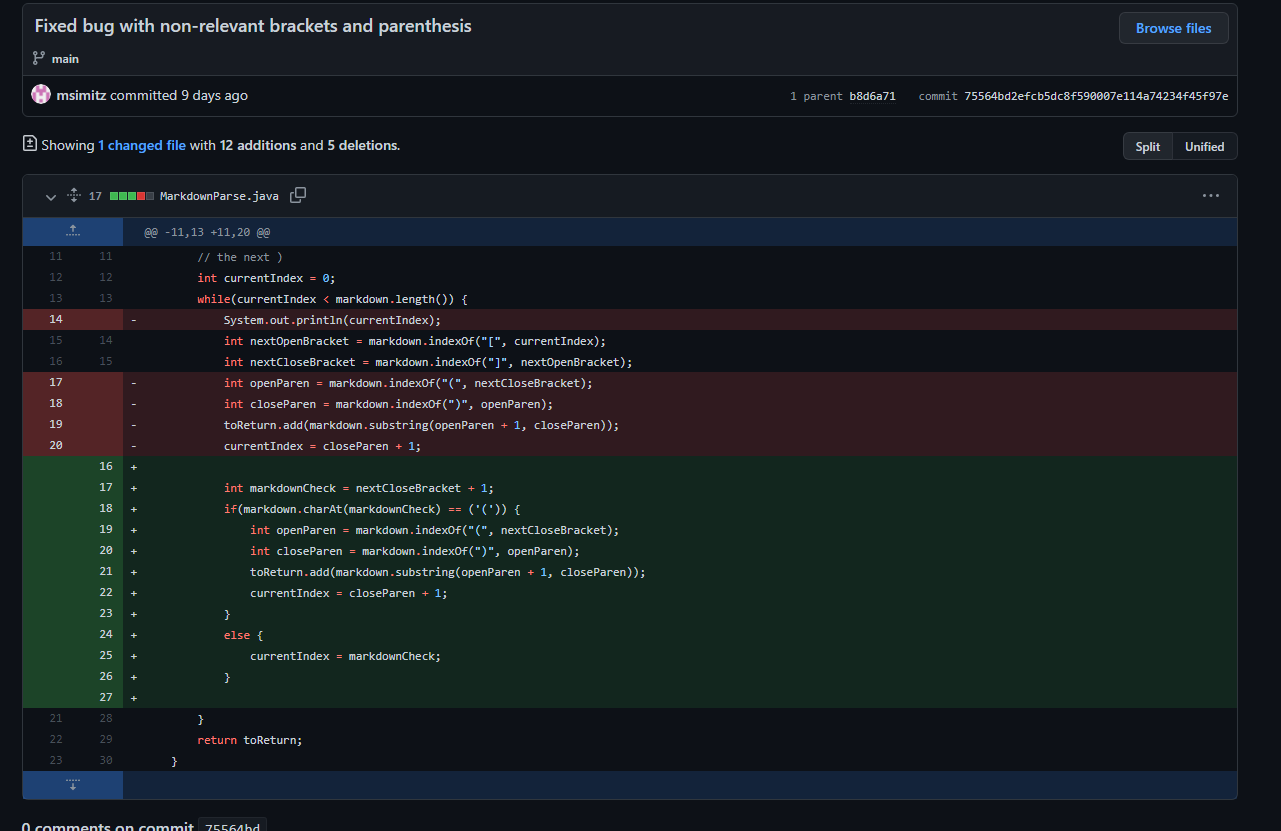 Fixed bug with non-relevant brackets and parenthesis
Browse files
main
msimitz committed 9 days ago
1 parent b8d6a71 commit 75564bd2efcb5dc8f590007e114a74234f45f97e
Showing 1 changed file with 12 additions and 5 deletions.
Split Unified
17 MarkdownParse.java
@@ -11,13 +11,20 @@
11 11 // the next )
12 12 int currentIndex = 0;
13 13 while(currentIndex < markdown.length()) {
14 - System.out.println(currentIndex);
15 14 int nextOpenBracket = markdown.indexOf("[", currentIndex);
16 15 int nextCloseBracket = markdown.indexOf("]", nextOpenBracket);
17 - int openParen = markdown.indexOf("(", nextCloseBracket);
18 - int closeParen = markdown.indexOf(")", openParen);
19 - toReturn.add(markdown.substring(openParen + 1, closeParen));
20 - currentIndex = closeParen + 1;
16 +
17 + int markdownCheck = nextCloseBracket + 1;
18 + if(markdown.charAt(markdownCheck) == ('(')) {
19 + int openParen = markdown.indexOf("(", nextCloseBracket);
20 + int closeParen = markdown.indexOf(")", openParen);
21 + toReturn.add(markdown.substring(openParen + 1, closeParen));
22 + currentIndex = closeParen + 1;
23 + }
24 + else {
25 + currentIndex = markdownCheck;
26 + }
27 +
21 28 }
22 29 return toReturn;
23 30 }
0 comments on commit 75564bd